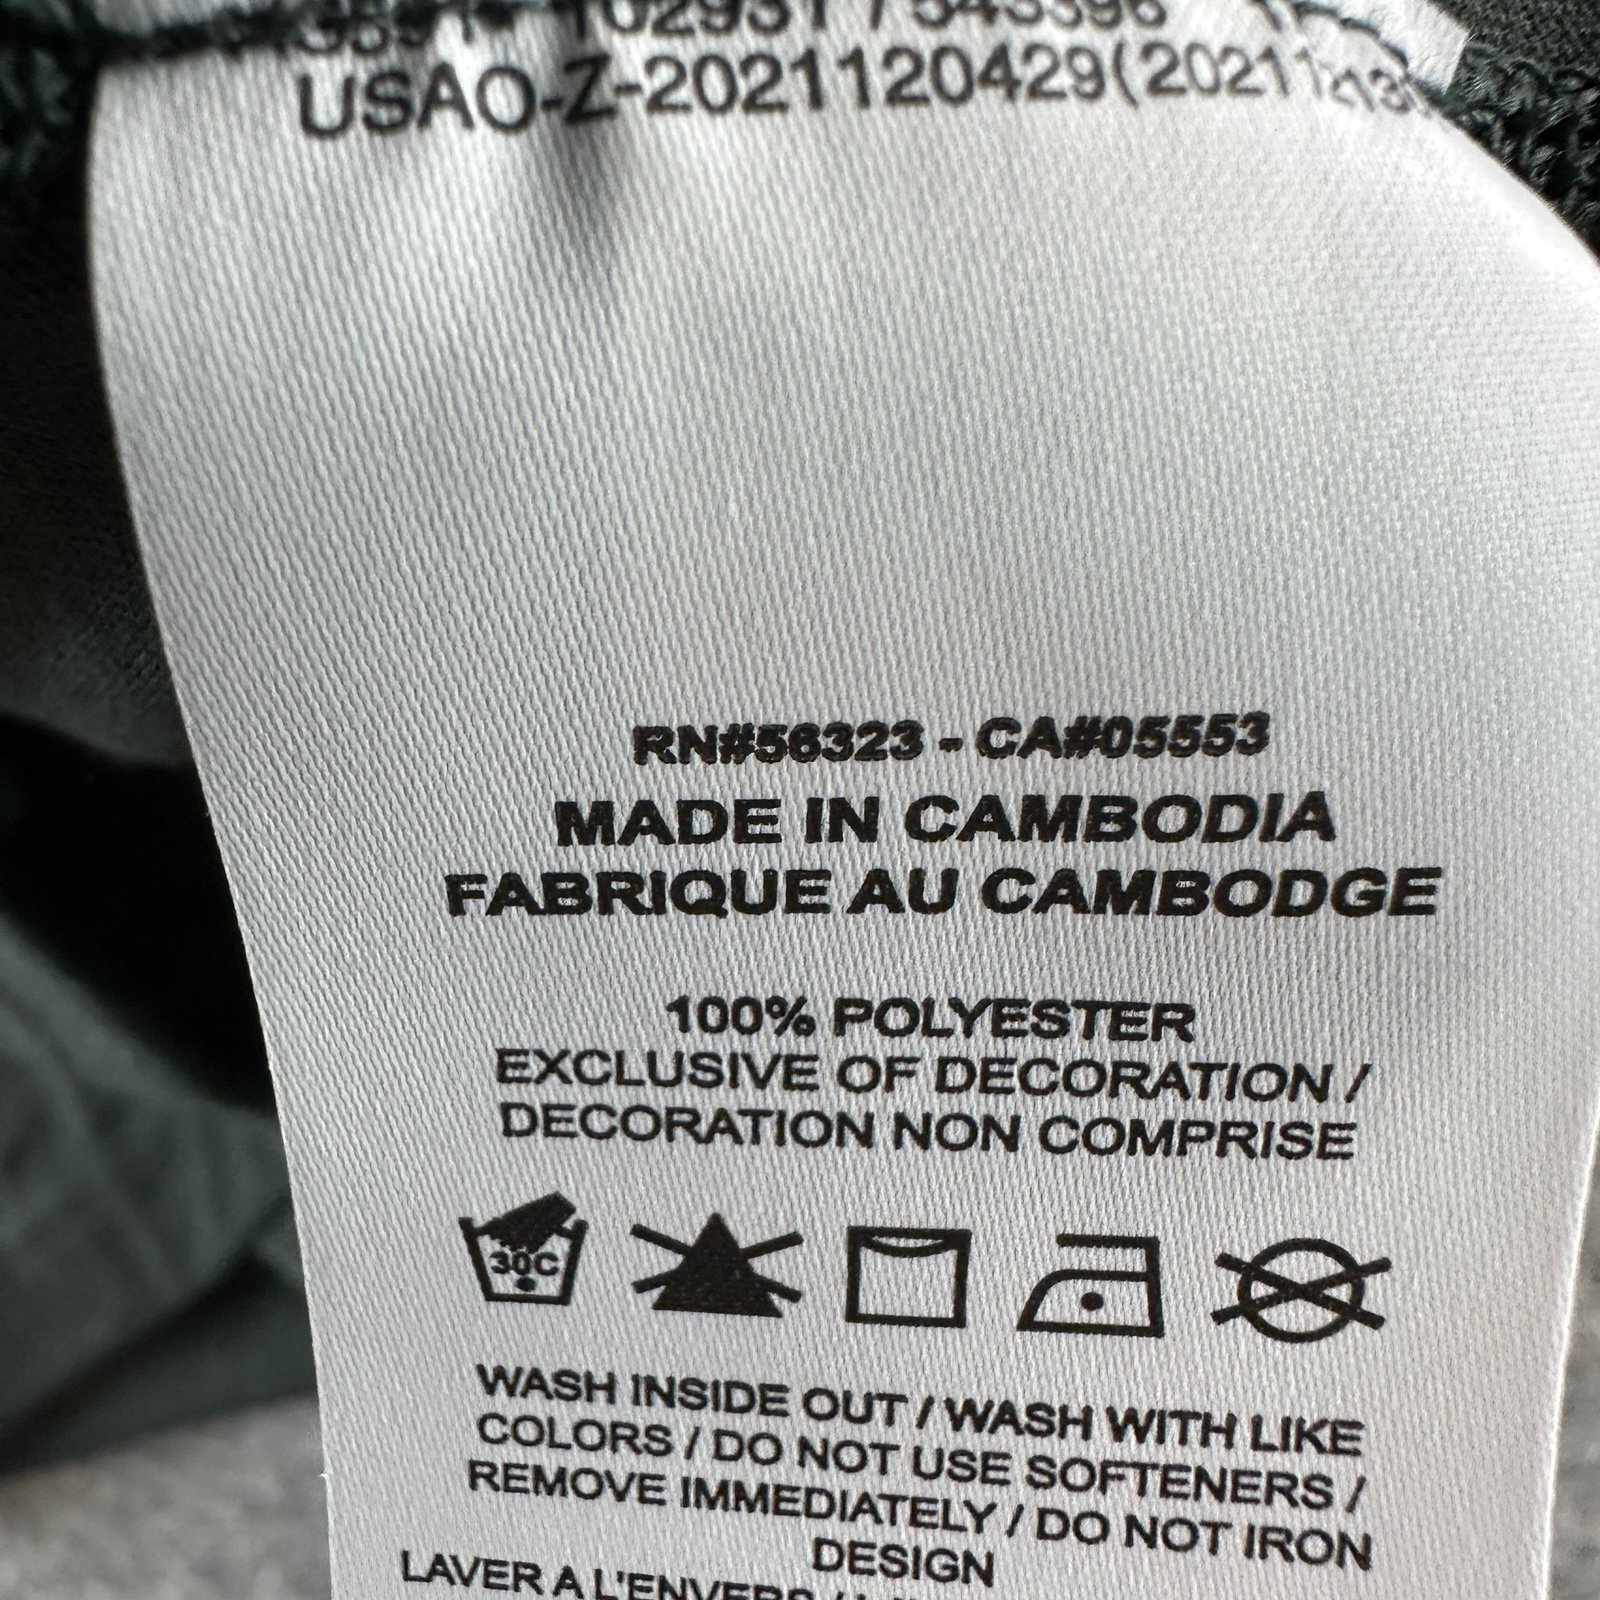 102931 / 543396
USAO-Z-2021120429(2021
RN#56323 - CA#05553
MADE IN CAMBODIA
FABRIQUE AU CAMBODGE
100% POLYESTER
EXCLUSIVE OF DECORATION /
DECORATION NON COMPRISE
30C
WASH INSIDE OUT / WASH WITH LIKE
COLORS / DO NOT USE SOFTENERS /
REMOVE IMMEDIATELY / DO NOT IRON
DESIGN
LAVER A L'ENVERS /